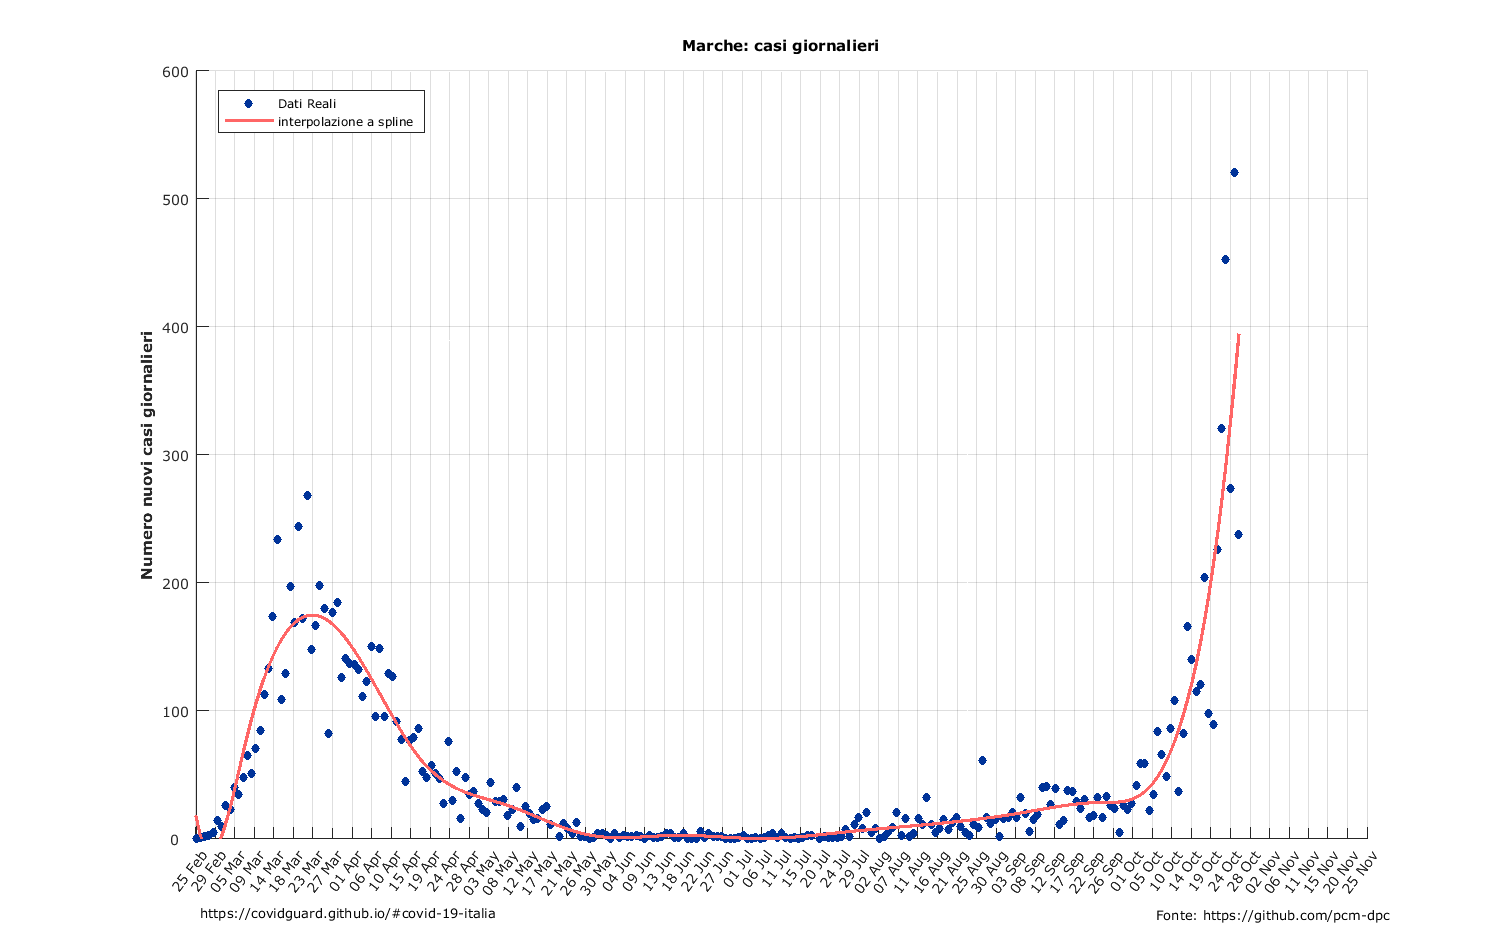 Marche: casi giornalieri
600
Dati Reali
interpolazione a spline
500
400
300
200
100
0
Numero nuovi casi giornalieri
25 Feb
29 Feb
05 Mar
09 Mar
14 Mar
18 Mar
23 Mar
27 Mar
01 Apr
06 Apr
10 Apr
15 Apr
19 Apr
24 Apr
28 Apr
03 May
08 May
12 May
17 May
21 May
26 May
30 May
04 Jun
09 Jun
13 Jun
18 Jun
22 Jun
27 Jun
01 Jul
06 Jul
11 Jul
15 Jul
20 Jul
24 Jul
29 Jul
02 Aug
07 Aug
11 Aug
16 Aug
21 Aug
25 Aug
30 Aug
03 Sep
08 Sep
12 Sep
17 Sep
22 Sep
26 Sep
01 Oct
05 Oct
10 Oct
14 Oct
19 Oct
24 Oct
28 Oct
02 Nov
06 Nov
11 Nov
15 Nov
20 Nov
25 Nov
https://covidguard.github.io/#covid-19-italia
Fonte: https://github.com/pcm-dpc